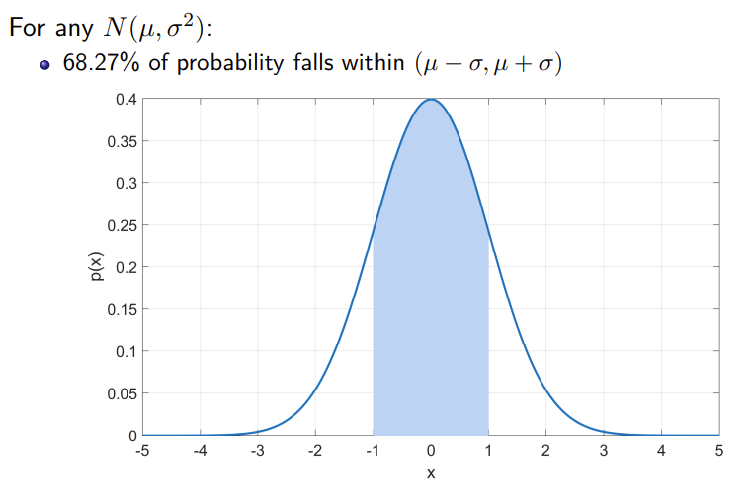 For any N(μ, σ²):
68.27% of probability falls within (μ − σ, μ + σ)
0.4
0.35
0.3
0.25
0.2
0.15
0.1
0.05
0
p(x)
-5 -4 -3 -2 -1 0 1 2 3 4 5
x